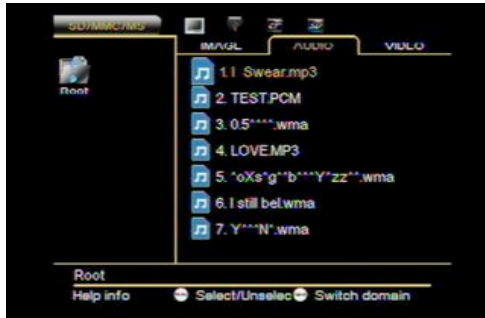 SD/MMC/MS
IMAGE AUDIO VIDEO
Root
1. I Swear.mp3
2. TEST.PCM
3. 0.5****.wma
4. LOVE.MP3
5. *oXs*g**b***Y*zz**.wma
6. I still bel.wma
7. Y***N*.wma
Root
Help info Select/Unselec Switch domain